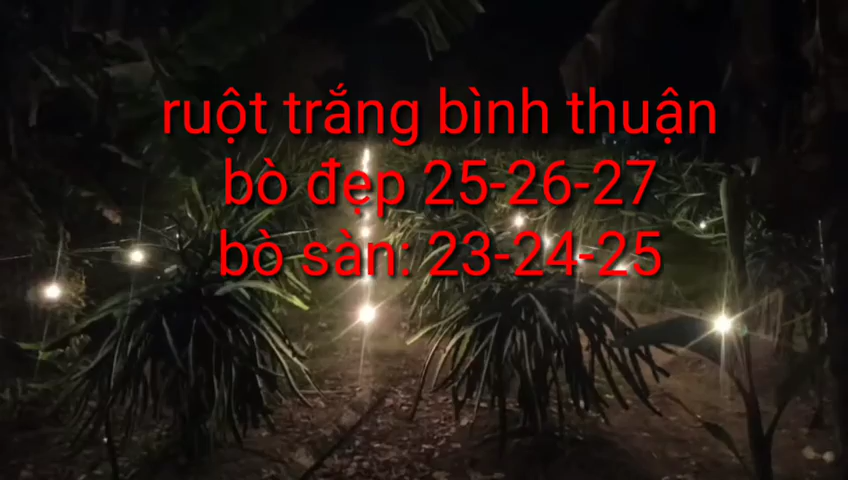 ruột trắng bình thuận
bò đẹp 25-26-27
bò sàn: 23-24-25